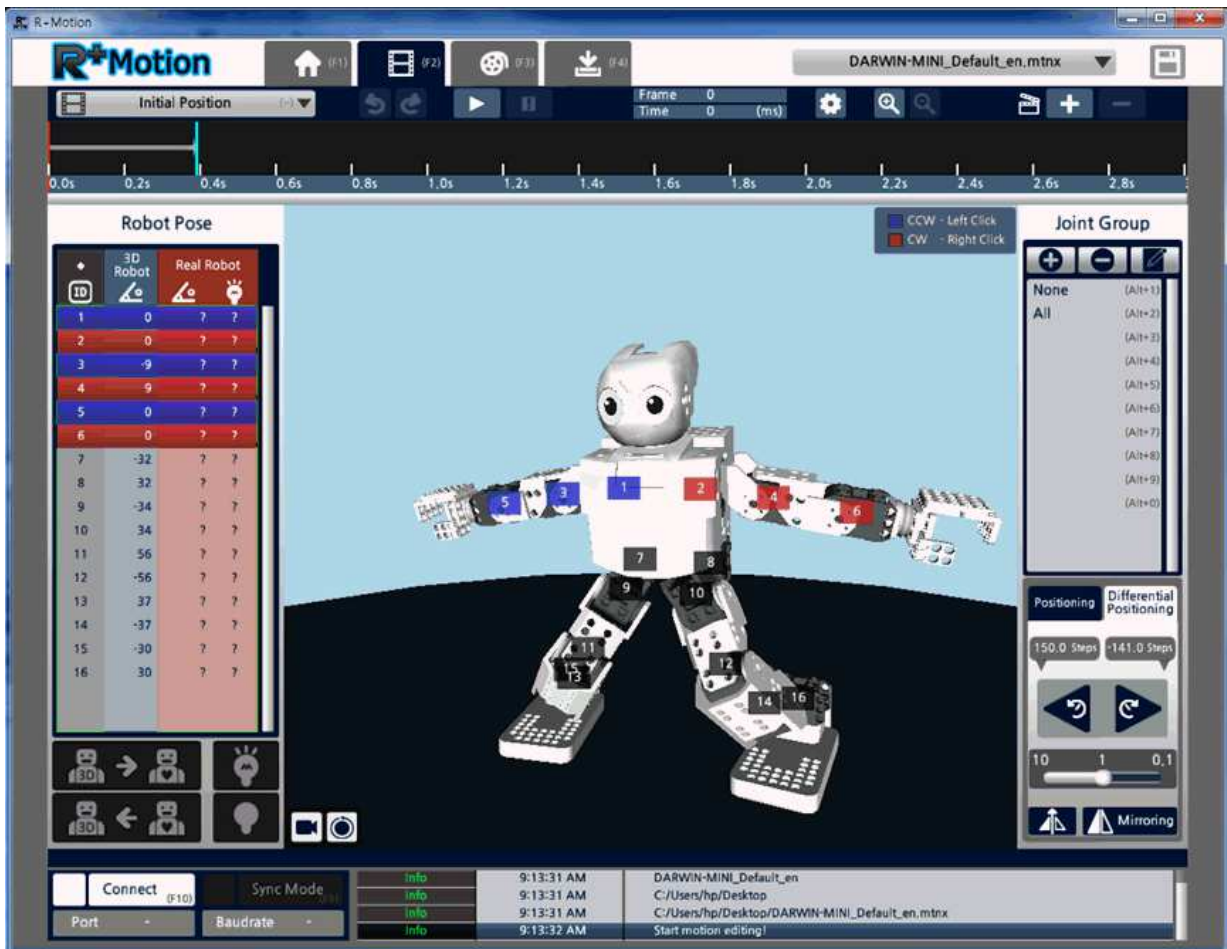 R+Motion
R+Motion (F1) (F2) (F3) (F4) DARWIN-MINI_Default_en.mtnx
Initial Position (-) Frame 0
Time 0 (ms)
0.0s 0.2s 0.4s 0.6s 0.8s 1.0s 1.2s 1.4s 1.6s 1.8s 2.0s 2.2s 2.4s 2.6s 2.8s
Robot Pose
ID 3D Robot Real Robot
1 0 ? ?
2 0 ? ?
3 -9 ? ?
4 9 ? ?
5 0 ? ?
6 0 ? ?
7 -32 ? ?
8 32 ? ?
9 -34 ? ?
10 34 ? ?
11 56 ? ?
12 -56 ? ?
13 37 ? ?
14 -37 ? ?
15 -30 ? ?
16 30 ? ?
3D
3D
CCW - Left Click
CW - Right Click
5 3 1 2 4 6
7 8
9 10
11 12
15
13 14 16
Joint Group
None (Alt+1)
All (Alt+2)
(Alt+3)
(Alt+4)
(Alt+5)
(Alt+6)
(Alt+7)
(Alt+8)
(Alt+9)
(Alt+0)
Positioning Differential
Positioning
150.0 Steps -141.0 Steps
10 1 0.1
Mirroring
Connect (F10) Sync Mode
Port - Baudrate -
Info 9:13:31 AM DARWIN-MINI_Default_en
Info 9:13:31 AM C:/Users/hp/Desktop
Info 9:13:31 AM C:/Users/hp/Desktop/DARWIN-MINI_Default_en.mtnx
Info 9:13:32 AM Start motion editing!